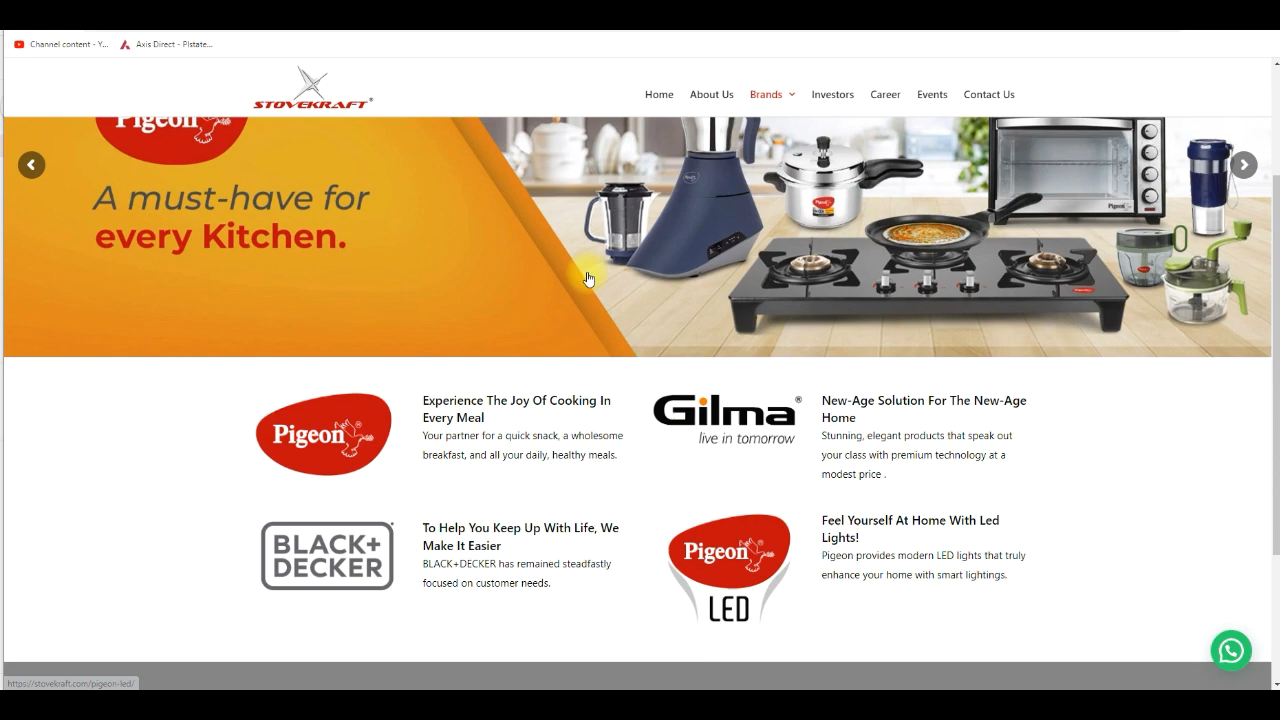 Channel content - Y...
Axis Direct - Plstate...
STOVEKRAFT®
Home
About Us
Brands
Investors
Career
Events
Contact Us
Pigeon
A must-have for
every Kitchen.
Pigeon®
Experience The Joy Of Cooking In
Every Meal
Your partner for a quick snack, a wholesome
breakfast, and all your daily, healthy meals.
Gilma®
live in tomorrow
New-Age Solution For The New-Age
Home
Stunning, elegant products that speak out
your class with premium technology at a
modest price .
BLACK+
DECKER
To Help You Keep Up With Life, We
Make It Easier
BLACK+DECKER has remained steadfastly
focused on customer needs.
Pigeon®
LED
Feel Yourself At Home With Led
Lights!
Pigeon provides modern LED lights that truly
enhance your home with smart lightings.
https://stovekraft.com/pigeon-led/